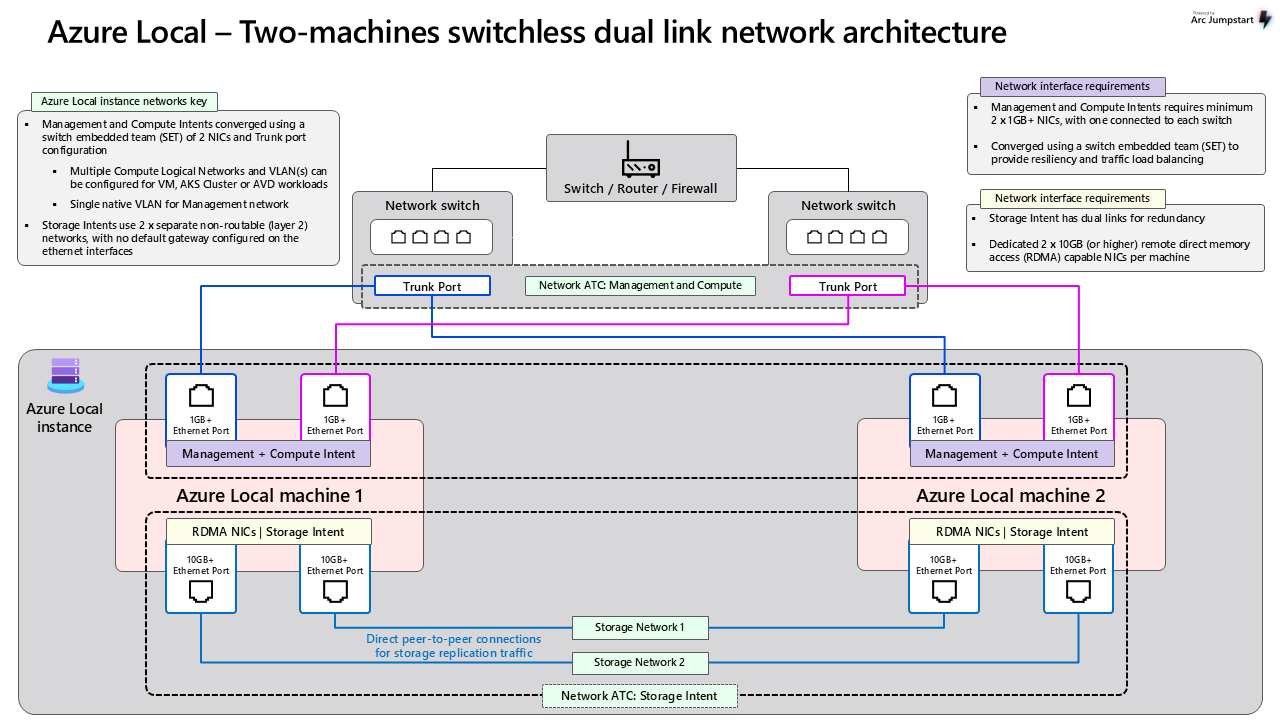 Powered by
Arc Jumpstart
Azure Local – Two-machines switchless dual link network architecture
Azure Local instance networks key
▪ Management and Compute Intents converged using a
switch embedded team (SET) of 2 NICs and Trunk port
configuration
▪ Multiple Compute Logical Networks and VLAN(s) can
be configured for VM, AKS Cluster or AVD workloads
▪ Single native VLAN for Management network
▪ Storage Intents use 2 x separate non-routable (layer 2)
networks, with no default gateway configured on the
ethernet interfaces
Switch / Router / Firewall
Network switch
Network switch
Network interface requirements
▪ Management and Compute Intents requires minimum
2 x 1GB+ NICs, with one connected to each switch
▪ Converged using a switch embedded team (SET) to
provide resiliency and traffic load balancing
Network interface requirements
▪ Storage Intent has dual links for redundancy
▪ Dedicated 2 x 10GB (or higher) remote direct memory
access (RDMA) capable NICs per machine
Trunk Port
Network ATC: Management and Compute
Trunk Port
Azure Local
instance
1GB+
Ethernet Port
1GB+
Ethernet Port
Management + Compute Intent
Azure Local machine 1
RDMA NICs | Storage Intent
10GB+
Ethernet Port
10GB+
Ethernet Port
1GB+
Ethernet Port
1GB+
Ethernet Port
Management + Compute Intent
Azure Local machine 2
RDMA NICs | Storage Intent
10GB+
Ethernet Port
10GB+
Ethernet Port
Storage Network 1
Direct peer-to-peer connections
for storage replication traffic
Storage Network 2
Network ATC: Storage Intent